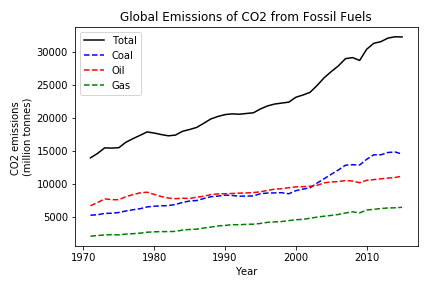 Global Emissions of CO2 from Fossil Fuels
Total
Coal
Oil
Gas
CO2 emissions
(million tonnes)
30000
25000
20000
15000
10000
5000
1970
1980
1990
2000
2010
Year